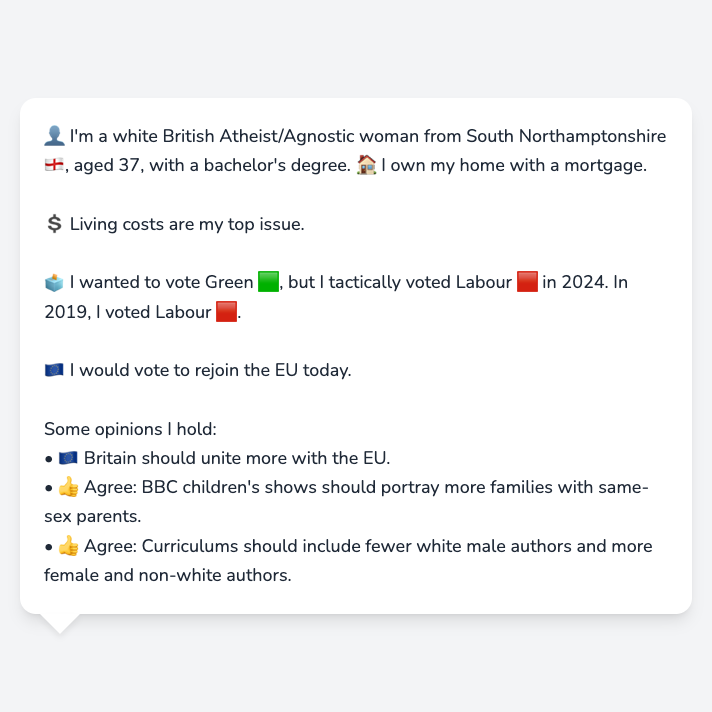 👤 I'm a white British Atheist/Agnostic woman from South Northamptonshire
🏴󠁧󠁢󠁥󠁮󠁧󠁿, aged 37, with a bachelor's degree. 🏠 I own my home with a mortgage.
💲 Living costs are my top issue.
🗳️ I wanted to vote Green 🟩, but I tactically voted Labour 🟥 in 2024. In
2019, I voted Labour 🟥.
🇪🇺 I would vote to rejoin the EU today.
Some opinions I hold:
• 🇪🇺 Britain should unite more with the EU.
• 👍 Agree: BBC children's shows should portray more families with same-
sex parents.
• 👍 Agree: Curriculums should include fewer white male authors and more
female and non-white authors.